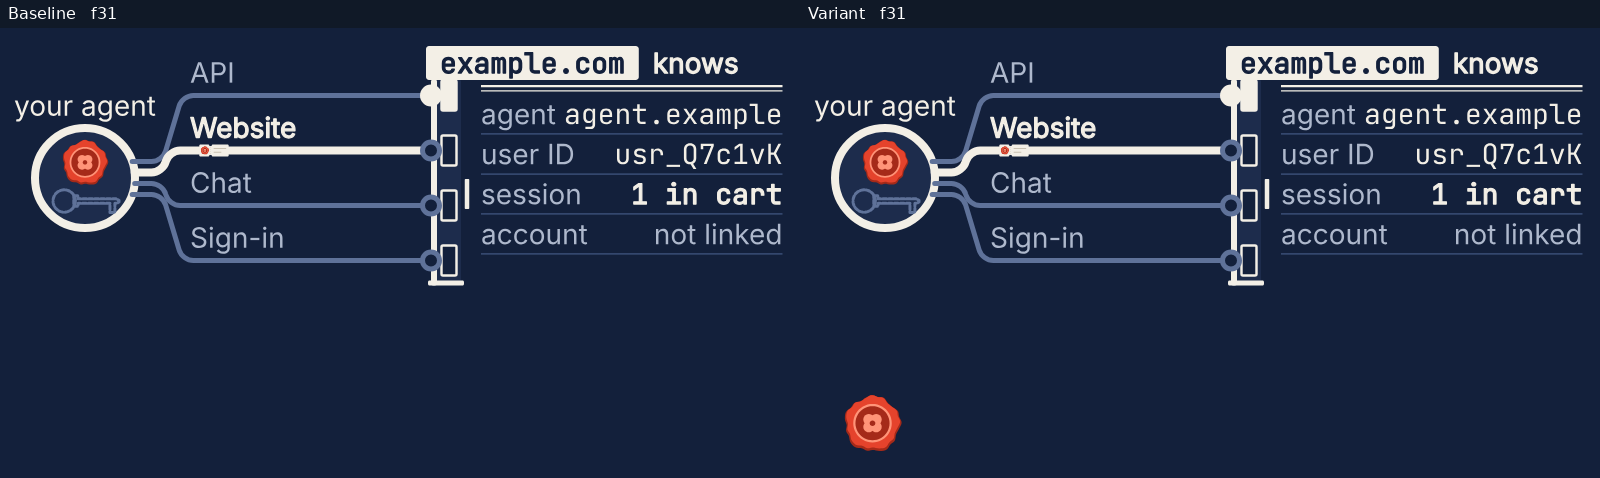 Baseline f31
your agent
API
Website
Chat
Sign-in
example.com knows
agent agent.example
user ID usr_Q7c1vK
session 1 in cart
account not linked
Variant f31
your agent
API
Website
Chat
Sign-in
example.com knows
agent agent.example
user ID usr_Q7c1vK
session 1 in cart
account not linked